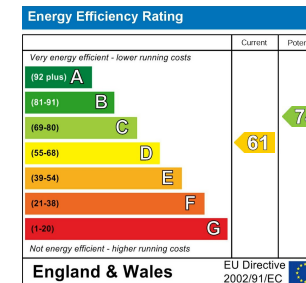 Energy Efficiency Rating
Current
Very energy efficient - lower running costs
(92 plus) A
(81-91) B
(69-80) C
(55-68) D
(39-54) E
(21-38) F
(1-20) G
61
Not energy efficient - higher running costs
England & Wales
EU Directive
2002/91/EC